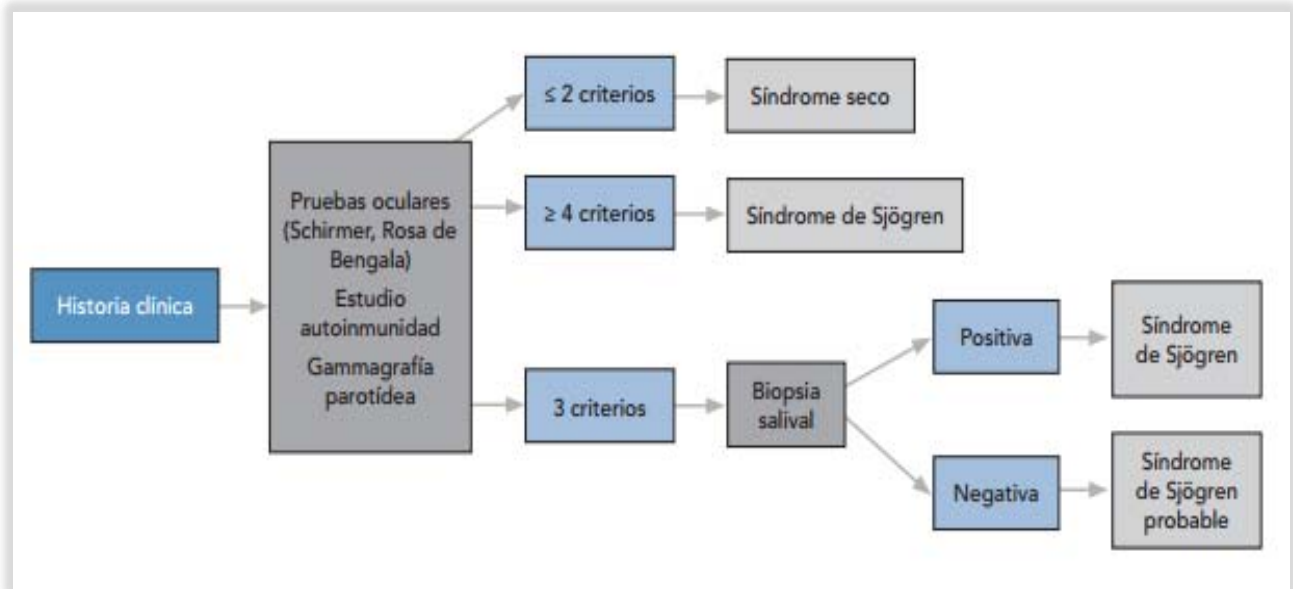 Historia clínica
Pruebas oculares
(Schirmer, Rosa de
Bengala)
Estudio
autoinmunidad
Gammagrafía
parotídea
≤ 2 criterios
Síndrome seco
≥ 4 criterios
Síndrome de Sjögren
3 criterios
Biopsia
salival
Positiva
Síndrome
de Sjögren
Negativa
Síndrome
de Sjögren
probable